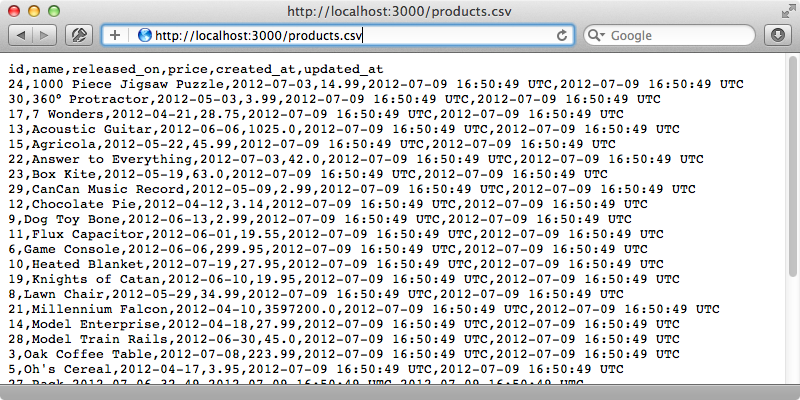 http://localhost:3000/products.csv
http://localhost:3000/products.csv
Google
id,name,released_on,price,created_at,updated_at
24,1000 Piece Jigsaw Puzzle,2012-07-03,14.99,2012-07-09 16:50:49 UTC,2012-07-09 16:50:49 UTC
30,360° Protractor,2012-05-03,3.99,2012-07-09 16:50:49 UTC,2012-07-09 16:50:49 UTC
17,7 Wonders,2012-04-21,28.75,2012-07-09 16:50:49 UTC,2012-07-09 16:50:49 UTC
13,Acoustic Guitar,2012-06-06,1025.0,2012-07-09 16:50:49 UTC,2012-07-09 16:50:49 UTC
15,Agricola,2012-05-22,45.99,2012-07-09 16:50:49 UTC,2012-07-09 16:50:49 UTC
22,Answer to Everything,2012-07-03,42.0,2012-07-09 16:50:49 UTC,2012-07-09 16:50:49 UTC
23,Box Kite,2012-05-19,63.0,2012-07-09 16:50:49 UTC,2012-07-09 16:50:49 UTC
29,CanCan Music Record,2012-05-09,2.99,2012-07-09 16:50:49 UTC,2012-07-09 16:50:49 UTC
12,Chocolate Pie,2012-04-12,3.14,2012-07-09 16:50:49 UTC,2012-07-09 16:50:49 UTC
9,Dog Toy Bone,2012-06-13,2.99,2012-07-09 16:50:49 UTC,2012-07-09 16:50:49 UTC
11,Flux Capacitor,2012-06-01,19.55,2012-07-09 16:50:49 UTC,2012-07-09 16:50:49 UTC
6,Game Console,2012-06-06,299.95,2012-07-09 16:50:49 UTC,2012-07-09 16:50:49 UTC
10,Heated Blanket,2012-07-19,27.95,2012-07-09 16:50:49 UTC,2012-07-09 16:50:49 UTC
19,Knights of Catan,2012-06-10,19.95,2012-07-09 16:50:49 UTC,2012-07-09 16:50:49 UTC
8,Lawn Chair,2012-05-29,34.99,2012-07-09 16:50:49 UTC,2012-07-09 16:50:49 UTC
21,Millennium Falcon,2012-04-10,3597200.0,2012-07-09 16:50:49 UTC,2012-07-09 16:50:49 UTC
14,Model Enterprise,2012-04-18,27.99,2012-07-09 16:50:49 UTC,2012-07-09 16:50:49 UTC
28,Model Train Rails,2012-06-30,45.0,2012-07-09 16:50:49 UTC,2012-07-09 16:50:49 UTC
3,Oak Coffee Table,2012-07-08,223.99,2012-07-09 16:50:49 UTC,2012-07-09 16:50:49 UTC
5,Oh's Cereal,2012-04-17,3.95,2012-07-09 16:50:49 UTC,2012-07-09 16:50:49 UTC